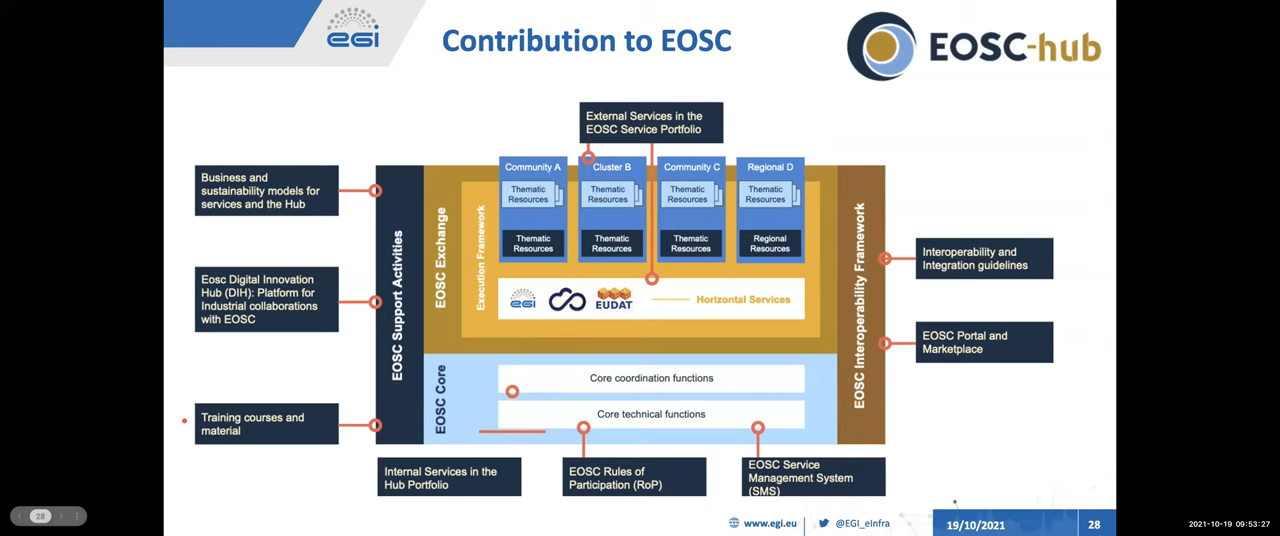 EGI
Contribution to EOSC
EOSC-hub
External Services in the
EOSC Service Portfolio
Business and
sustainability models for
services and the Hub
Eosc Digital Innovation
Hub (DIH): Platform for
Industrial collaborations
with EOSC
Training courses and
material
EOSC Support Activities
EOSC Exchange
Execution Framework
Community A
Thematic
Resources
Thematic
Resources
Cluster B
Thematic
Resources
Thematic
Resources
Community C
Thematic
Resources
Thematic
Resources
Regional D
Thematic
Resources
Regional
Resources
EGI
EUDAT
Horizontal Services
EOSC Core
Core coordination functions
Core technical functions
EOSC Interoperability Framework
Interoperability and
Integration guidelines
EOSC Portal and
Marketplace
Internal Services in the
Hub Portfolio
EOSC Rules of
Participation (RoP)
EOSC Service
Management System
(SMS)
28
www.egi.eu
@EGI_eInfra
19/10/2021
28
2021-10-19 09:53:27